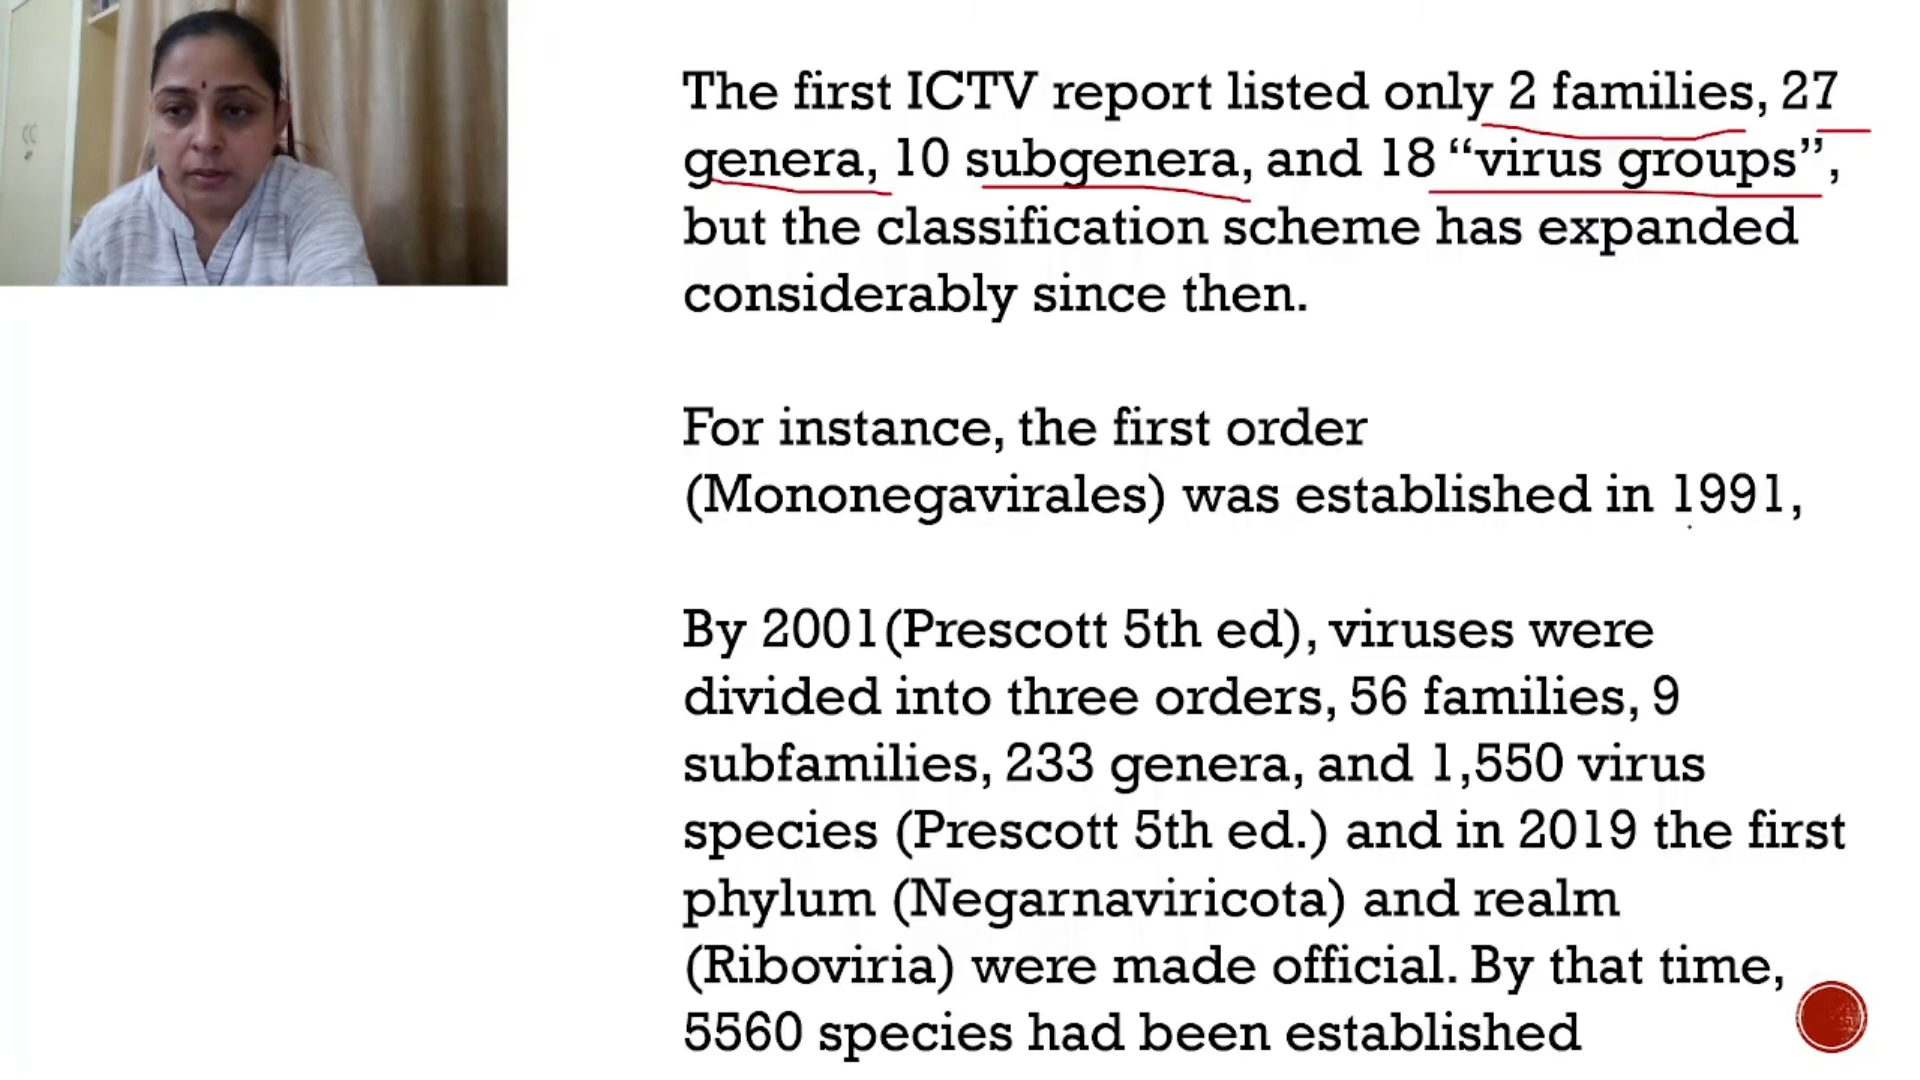 The first ICTV report listed only 2 families, 27
genera, 10 subgenera, and 18 “virus groups”,
but the classification scheme has expanded
considerably since then.
For instance, the first order
(Mononegavirales) was established in 1991,
By 2001(Prescott 5th ed), viruses were
divided into three orders, 56 families, 9
subfamilies, 233 genera, and 1,550 virus
species (Prescott 5th ed.) and in 2019 the first
phylum (Negarnaviricota) and realm
(Riboviria) were made official. By that time,
5560 species had been established